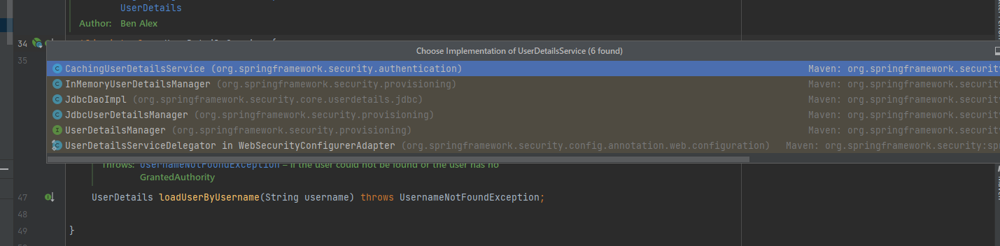 UserDetails
Author: Ben Alex
34
35
Choose Implementation of UserDetailsService (6 found)
CachingUserDetailsService (org.springframework.security.authentication) Maven: org.springframework.securit
InMemoryUserDetailsManager (org.springframework.security.provisioning) Maven: org.springframework.securit
JdbcDaoImpl (org.springframework.security.core.userdetails.jdbc) Maven: org.springframework.securit
JdbcUserDetailsManager (org.springframework.security.provisioning) Maven: org.springframework.securit
UserDetailsManager (org.springframework.security.provisioning) Maven: org.springframework.securit
UserDetailsServiceDelegator in WebSecurityConfigurerAdapter (org.springframework.security.config.annotation.web.configuration) Maven: org.springframework.security:spr
Throws: UsernameNotFoundException – if the user could not be found or the user has no
GrantedAuthority
47 UserDetails loadUserByUsername(String username) throws UsernameNotFoundException;
48
49 }